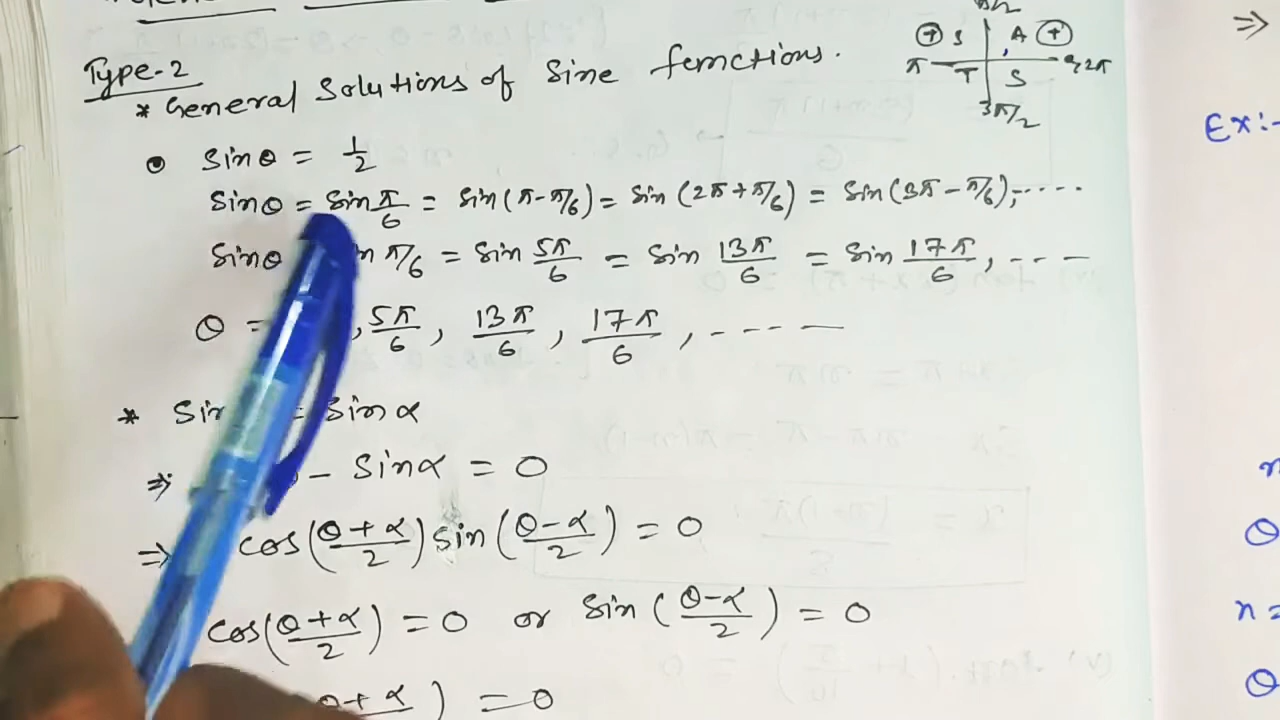 Type-2
* General Solutions of Sine functions.
S A
π T S 2π
3π/2
• Sinθ = 1/2
Sinθ = Sin π/6 = Sin(π-π/6) = Sin(2π+π/6) = Sin(3π-π/6),....
Sinθ π/6 = Sin 5π/6 = Sin 13π/6 = Sin 17π/6, - - -
θ = , 5π/6, 13π/6, 17π/6, - - - -
* = Sinα
⇒ - Sinα = 0
⇒ cos(θ+α/2) sin(θ-α/2) = 0
cos(θ+α/2) = 0 or Sin(θ-α/2) = 0
θ+α ) = 0
⇒
Ex:-
n
θ
n=
θ